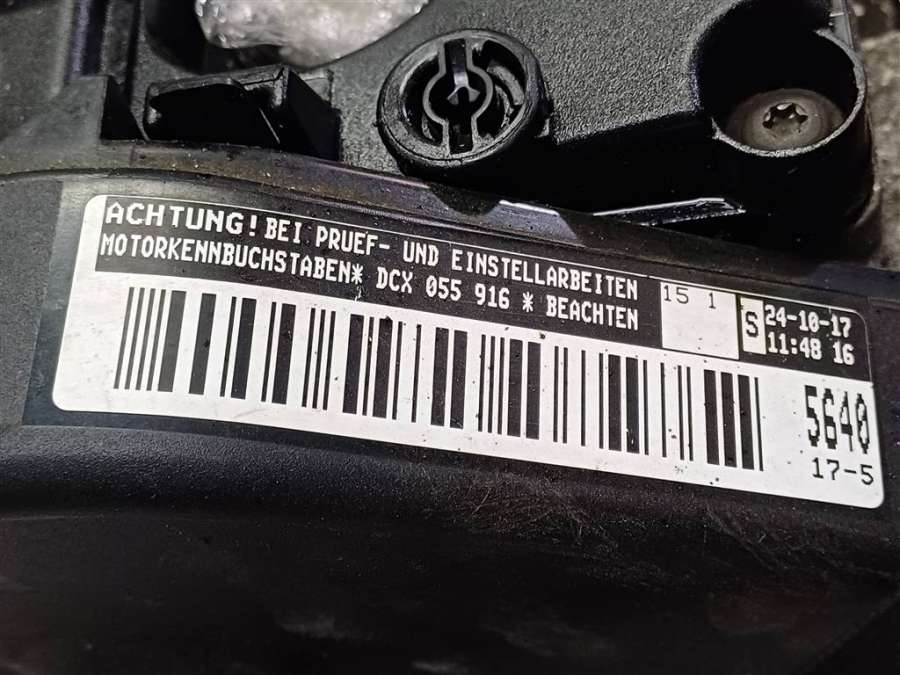 ACHTUNG! BEI PRUEF- UND EINSTELLARBEITEN
MOTORKENNBUCHSTABEN* DCX 055 916 * BEACHTEN
15 1
S
24-10-17
11:48 16
5640
17-5